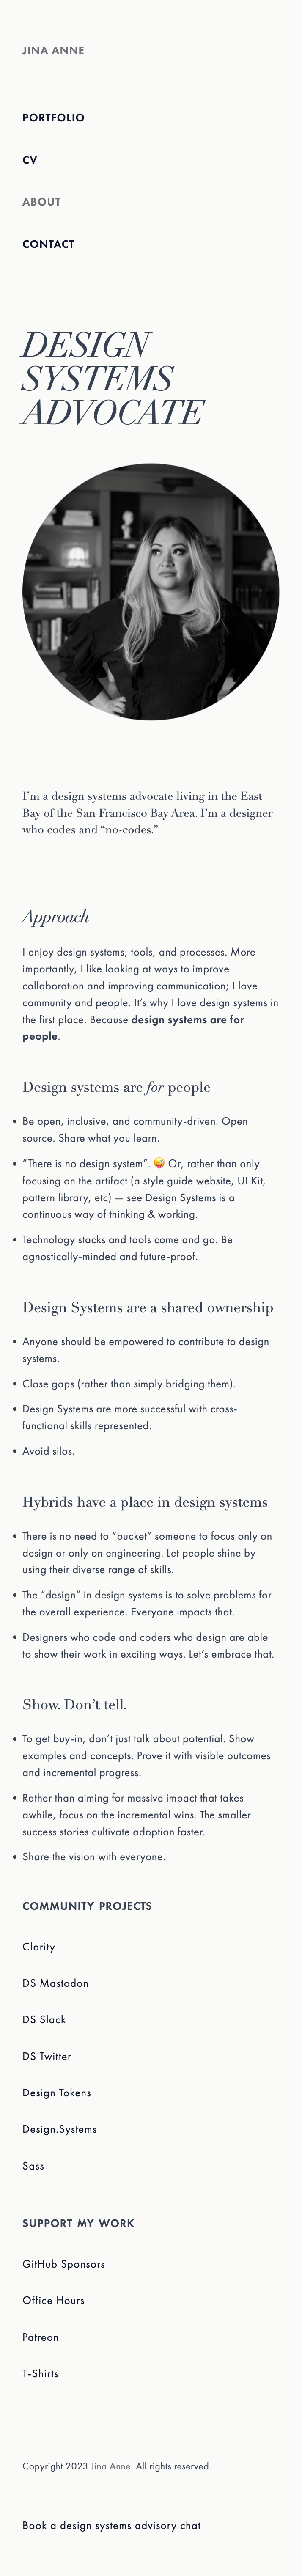 JINA ANNE
PORTFOLIO
CV
ABOUT
CONTACT
DESIGN
SYSTEMS
ADVOCATE
I’m a design systems advocate living in the East
Bay of the San Francisco Bay Area. I’m a designer
who codes and “no-codes.”
Approach
I enjoy design systems, tools, and processes. More
importantly, I like looking at ways to improve
collaboration and improving communication; I love
community and people. It’s why I love design systems in
the first place. Because design systems are for
people.
Design systems are for people
• Be open, inclusive, and community-driven. Open
source. Share what you learn.
• “There is no design system”. 😜 Or, rather than only
focusing on the artifact (a style guide website, UI Kit,
pattern library, etc) — see Design Systems is a
continuous way of thinking & working.
• Technology stacks and tools come and go. Be
agnostically-minded and future-proof.
Design Systems are a shared ownership
• Anyone should be empowered to contribute to design
systems.
• Close gaps (rather than simply bridging them).
• Design Systems are more successful with cross-
functional skills represented.
• Avoid silos.
Hybrids have a place in design systems
• There is no need to “bucket” someone to focus only on
design or only on engineering. Let people shine by
using their diverse range of skills.
• The “design” in design systems is to solve problems for
the overall experience. Everyone impacts that.
• Designers who code and coders who design are able
to show their work in exciting ways. Let’s embrace that.
Show. Don’t tell.
• To get buy-in, don’t just talk about potential. Show
examples and concepts. Prove it with visible outcomes
and incremental progress.
• Rather than aiming for massive impact that takes
awhile, focus on the incremental wins. The smaller
success stories cultivate adoption faster.
• Share the vision with everyone.
COMMUNITY PROJECTS
Clarity
DS Mastodon
DS Slack
DS Twitter
Design Tokens
Design.Systems
Sass
SUPPORT MY WORK
GitHub Sponsors
Office Hours
Patreon
T-Shirts
Copyright 2023 Jina Anne. All rights reserved.
Book a design systems advisory chat